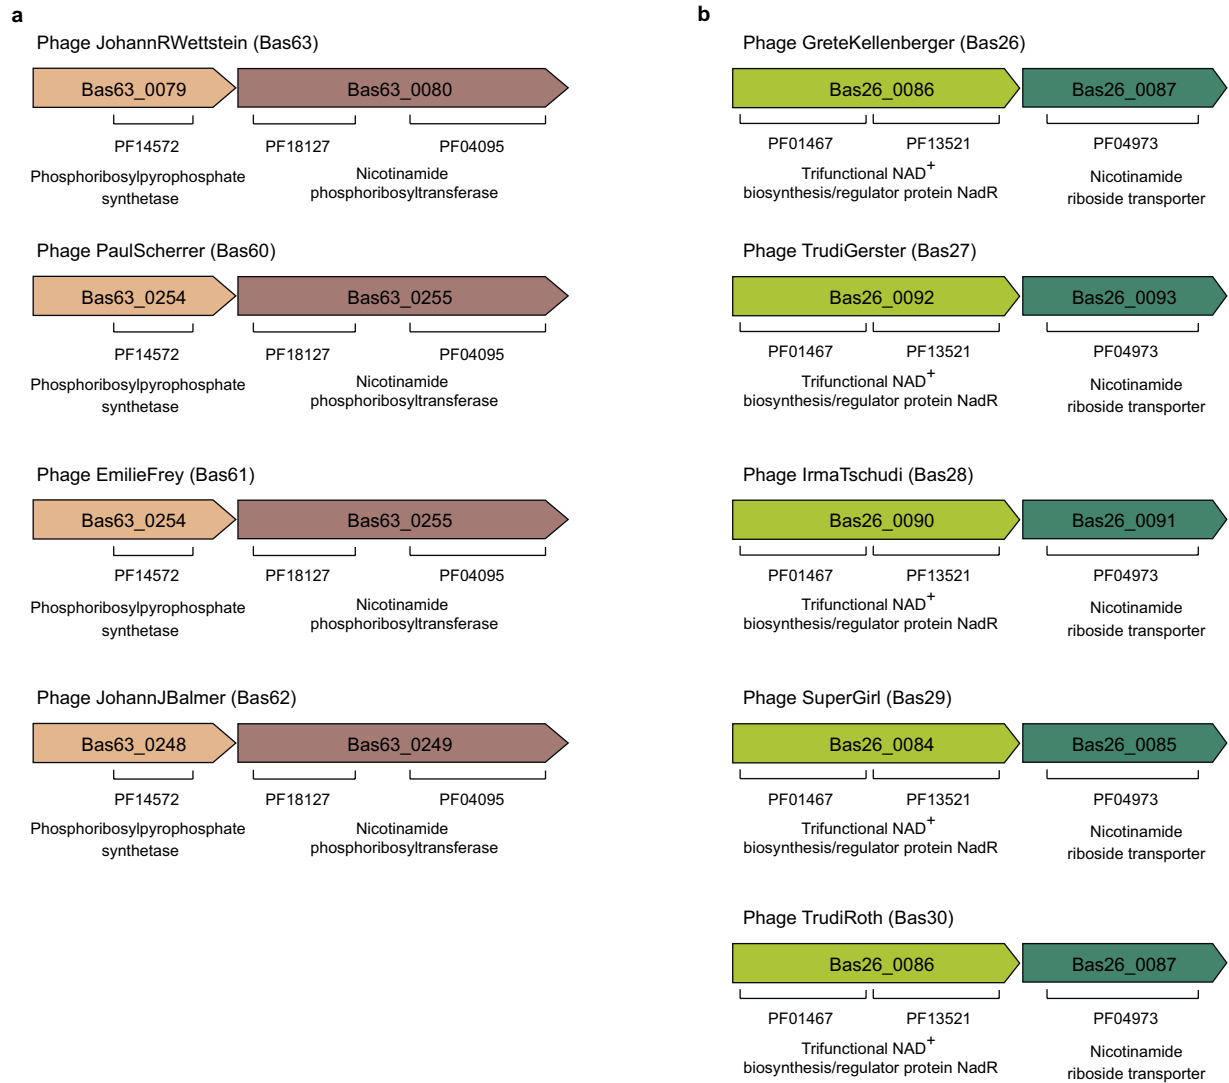 a
Phage JohannRWettstein (Bas63)
Bas63_0079
Bas63_0080
PF14572
PF18127
PF04095
Phosphoribosylpyrophosphate
synthetase
Nicotinamide
phosphoribosyltransferase
Phage PaulScherrer (Bas60)
Bas63_0254
Bas63_0255
PF14572
PF18127
PF04095
Phosphoribosylpyrophosphate
synthetase
Nicotinamide
phosphoribosyltransferase
Phage EmilieFrey (Bas61)
Bas63_0254
Bas63_0255
PF14572
PF18127
PF04095
Phosphoribosylpyrophosphate
synthetase
Nicotinamide
phosphoribosyltransferase
Phage JohannJBalmer (Bas62)
Bas63_0248
Bas63_0249
PF14572
PF18127
PF04095
Phosphoribosylpyrophosphate
synthetase
Nicotinamide
phosphoribosyltransferase
b
Phage GreteKellenberger (Bas26)
Bas26_0086
Bas26_0087
PF01467
PF13521
PF04973
Trifunctional NAD+
biosynthesis/regulator protein NadR
Nicotinamide
riboside transporter
Phage TrudiGerster (Bas27)
Bas26_0092
Bas26_0093
PF01467
PF13521
PF04973
Trifunctional NAD+
biosynthesis/regulator protein NadR
Nicotinamide
riboside transporter
Phage IrmaTschudi (Bas28)
Bas26_0090
Bas26_0091
PF01467
PF13521
PF04973
Trifunctional NAD+
biosynthesis/regulator protein NadR
Nicotinamide
riboside transporter
Phage SuperGirl (Bas29)
Bas26_0084
Bas26_0085
PF01467
PF13521
PF04973
Trifunctional NAD+
biosynthesis/regulator protein NadR
Nicotinamide
riboside transporter
Phage TrudiRoth (Bas30)
Bas26_0086
Bas26_0087
PF01467
PF13521
PF04973
Trifunctional NAD+
biosynthesis/regulator protein NadR
Nicotinamide
riboside transporter